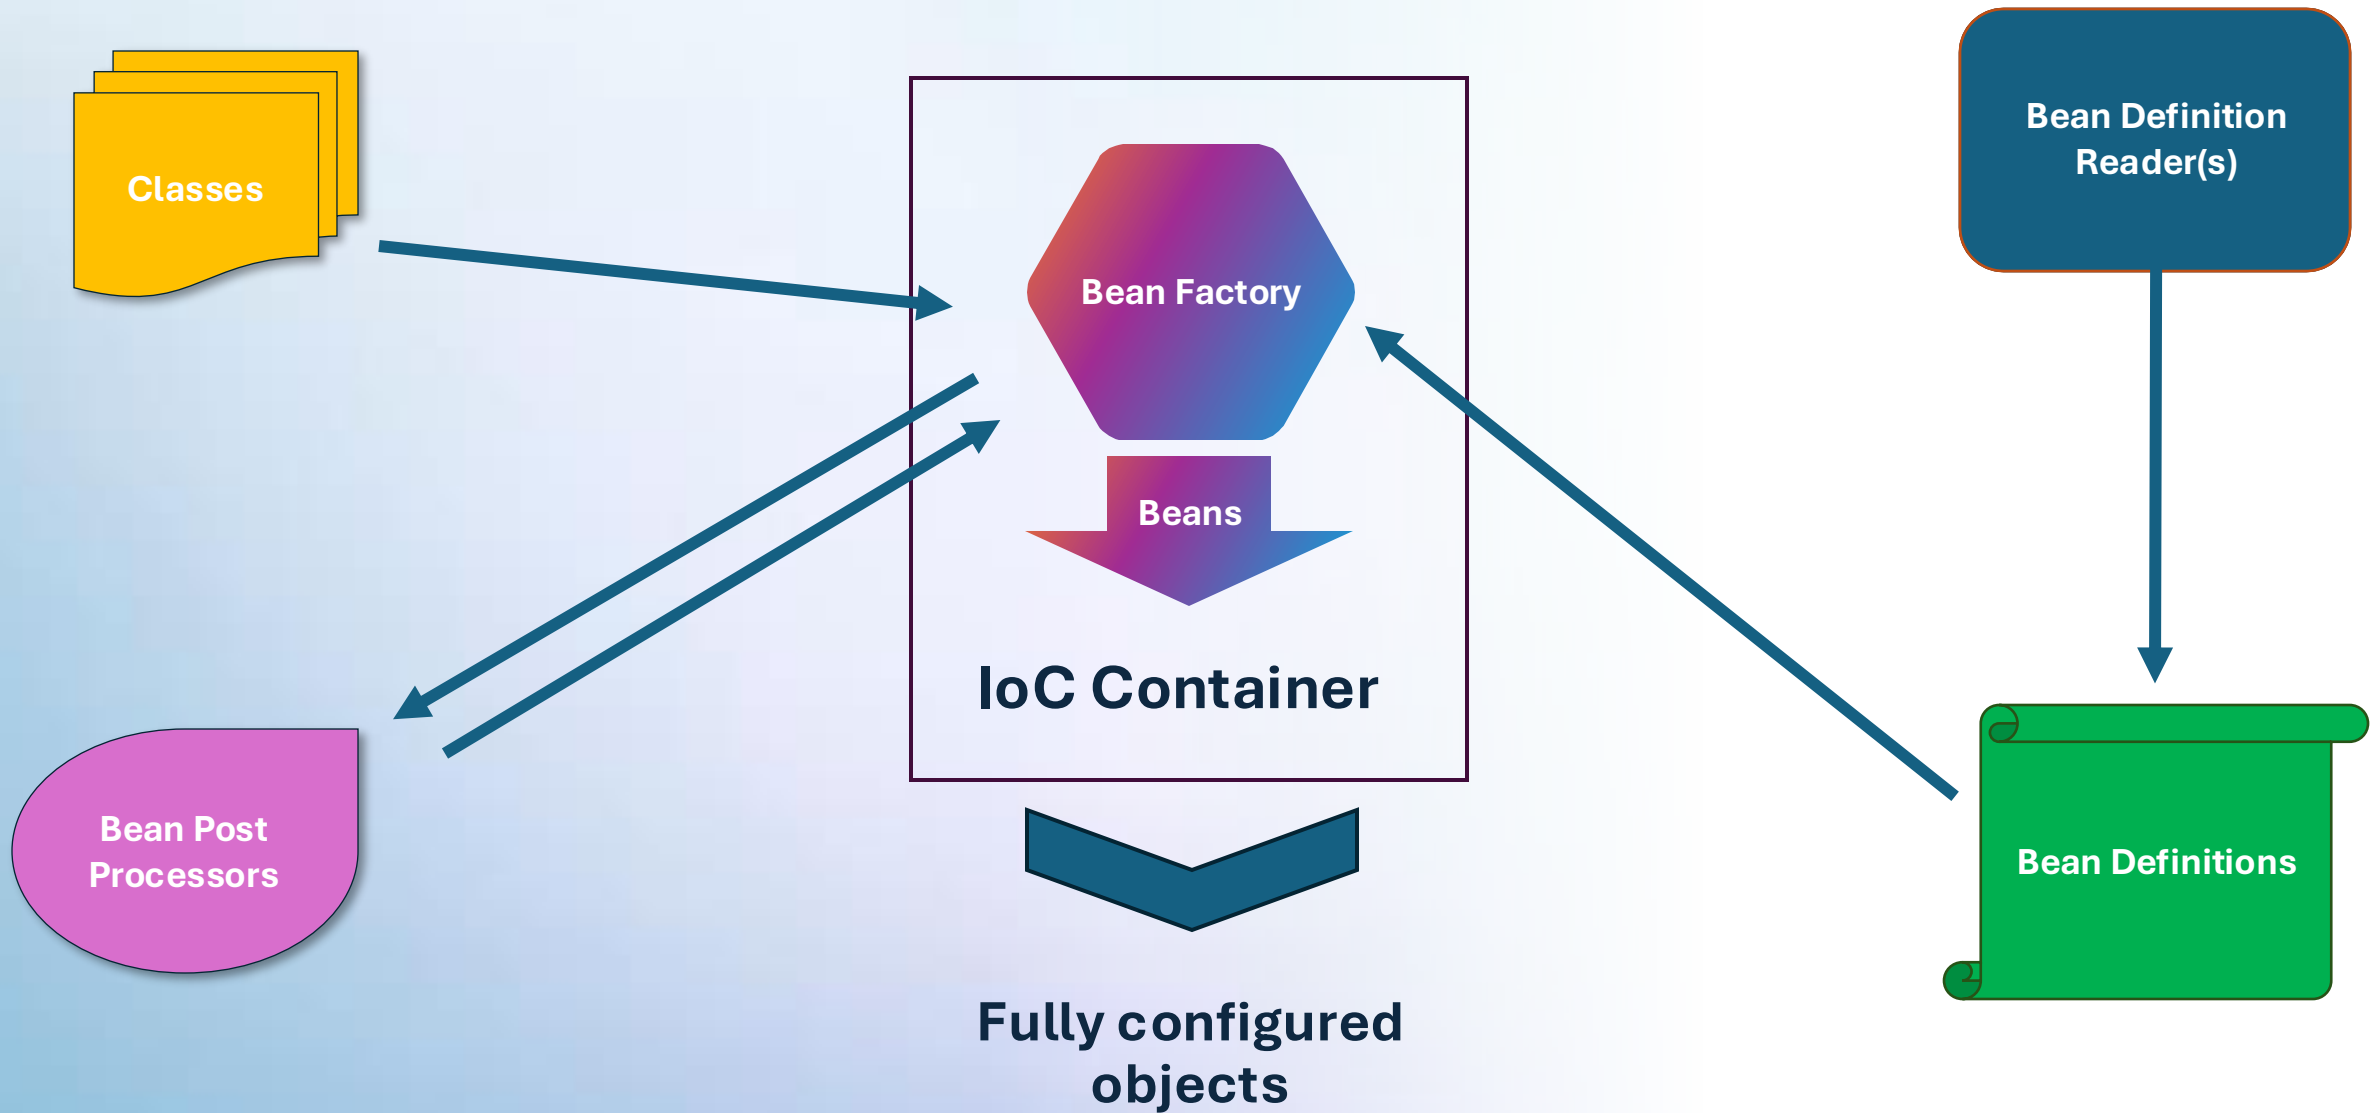 Classes
Bean Factory
Beans
IoC Container
Bean Definition
Reader(s)
Bean Post
Processors
Bean Definitions
Fully configured
objects